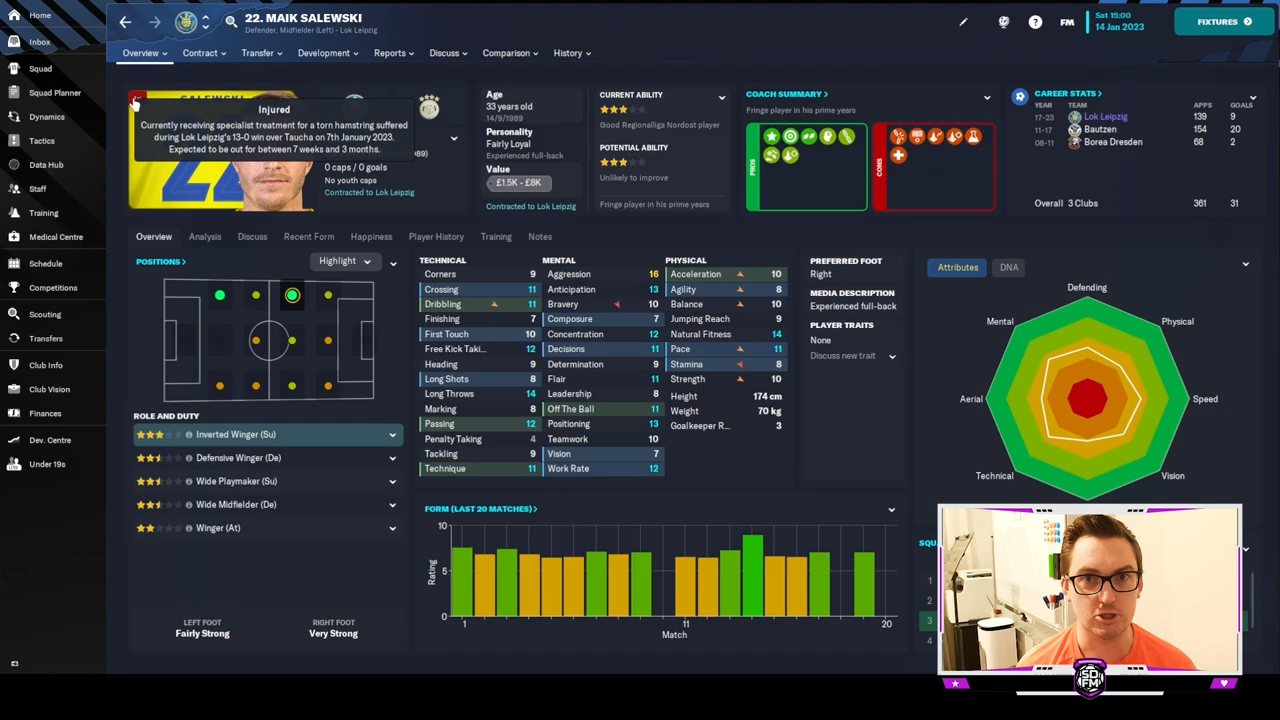 Home
Inbox
Squad
Squad Planner
Dynamics
Tactics
Data Hub
Staff
Training
Medical Centre
Schedule
Competitions
Scouting
Transfers
Club Info
Club Vision
Finances
Dev. Centre
Under 19s
22. MAIK SALEWSKI
Defender, Midfielder (Left) - Lok Leipzig
FM
Sat 15:00
14 Jan 2023
FIXTURES
Overview
Contract
Transfer
Development
Reports
Discuss
Comparison
History
Injured
Currently receiving specialist treatment for a torn hamstring suffered
during Lok Leipzig's 13-0 win over Taucha on 7th January 2023.
Expected to be out for between 7 weeks and 3 months.
0 caps / 0 goals
No youth caps
Contracted to Lok Leipzig
Age
33 years old
14/9/1989
Personality
Fairly Loyal
Experienced full-back
Value
£1.5K - £8K
Contracted to Lok Leipzig
CURRENT ABILITY
Good Regionalliga Nordost player
POTENTIAL ABILITY
Unlikely to improve
Fringe player in his prime years
COACH SUMMARY
Fringe player in his prime years
PROS
CONS
CAREER STATS
YEAR TEAM APPS GOALS
17-23 Lok Leipzig 139 9
11-17 Bautzen 154 20
08-11 Borea Dresden 68 2
Overall 3 Clubs 361 31
Overview
Analysis
Discuss
Recent Form
Happiness
Player History
Training
Notes
POSITIONS
Highlight
ROLE AND DUTY
Inverted Winger (Su)
Defensive Winger (De)
Wide Playmaker (Su)
Wide Midfielder (De)
Winger (At)
LEFT FOOT
Fairly Strong
RIGHT FOOT
Very Strong
TECHNICAL
Corners 9
Crossing 11
Dribbling 11
Finishing 7
First Touch 10
Free Kick Taki... 12
Heading 9
Long Shots 8
Long Throws 14
Marking 8
Passing 12
Penalty Taking 4
Tackling 9
Technique 11
MENTAL
Aggression 16
Anticipation 13
Bravery 10
Composure 7
Concentration 12
Decisions 11
Determination 9
Flair 11
Leadership 8
Off The Ball 11
Positioning 13
Teamwork 10
Vision 7
Work Rate 12
PHYSICAL
Acceleration 10
Agility 8
Balance 10
Jumping Reach 9
Natural Fitness 14
Pace 11
Stamina 8
Strength 10
Height 174 cm
Weight 70 kg
Goalkeeper R... 3
PREFERRED FOOT
Right
MEDIA DESCRIPTION
Experienced full-back
PLAYER TRAITS
None
Discuss new trait
Attributes
DNA
Defending
Physical
Speed
Vision
Technical
Aerial
Mental
FORM (LAST 20 MATCHES)
Rating
10
5
0
1
11
20
Match
1
2
3
4
SDFM